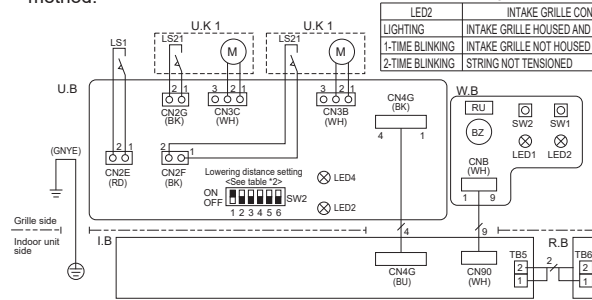 method.
LED2 INTAKE GRILLE CON
LIGHTING INTAKE GRILLE HOUSED AND
1-TIME BLINKING INTAKE GRILLE NOT HOUSED
2-TIME BLINKING STRING NOT TENSIONED
U.K 1 U.K 1
LS1 LS21 M LS21 M
U.B
2 1 3 2 1 3 2 1
CN2G (BK)
CN3C (WH)
CN3B (WH)
CN4G (BK)
4 1
W.B
RU
BZ
SW2 SW1
LED1 LED2
CNB (WH)
1 9
(GNYE)
2 1
CN2E (RD)
2 1
CN2F (BK)
Lowering distance setting
<See table *2>
ON
OFF
SW2
1 2 3 4 5 6
LED4
LED2
Grille side
Indoor unit
side
I.B
4
CN4G (BU)
9
CN90 (WH)
TB5
2
1
2
R.B
TB6
2
1